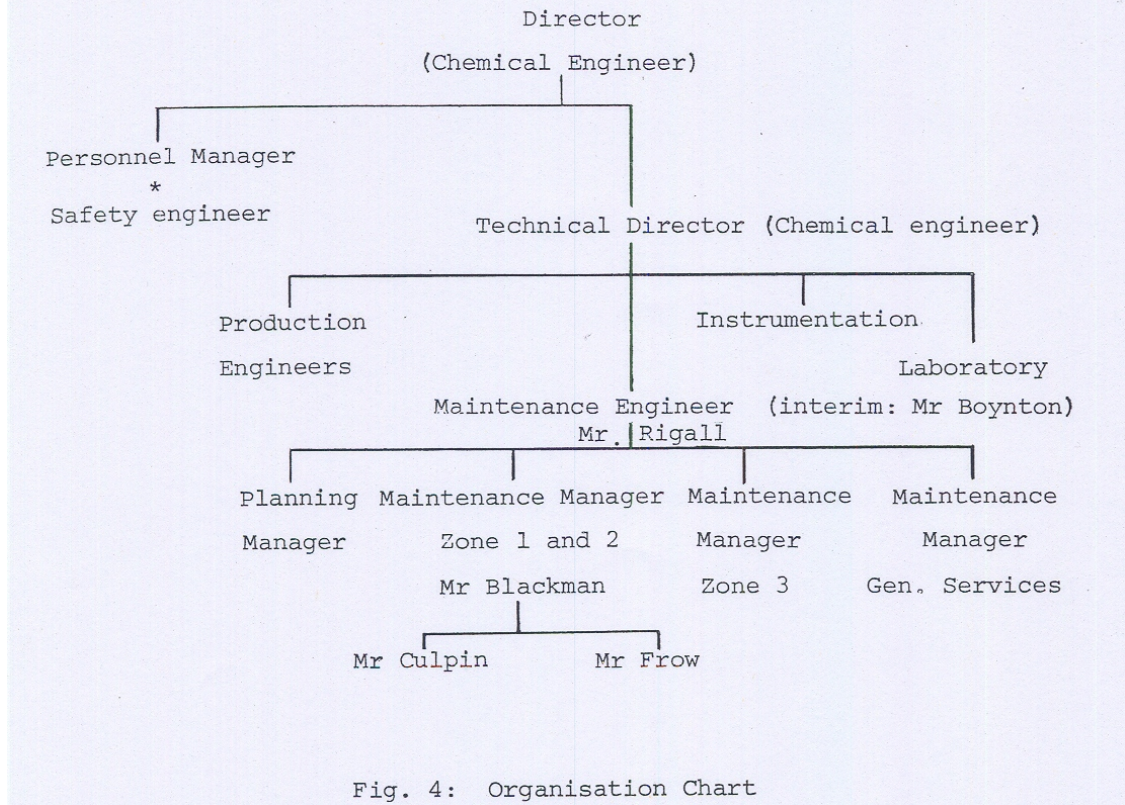 Director
(Chemical Engineer)
Personnel Manager
*
Safety engineer
Technical Director (Chemical engineer)
Production
Engineers
Instrumentation
Laboratory
Maintenance Engineer (interim: Mr Boynton)
Mr. Rigall
Planning
Manager
Maintenance Manager
Zone 1 and 2
Mr Blackman
Maintenance
Manager
Zone 3
Maintenance
Manager
Gen. Services
Mr Culpin
Mr Frow
Fig. 4: Organisation Chart